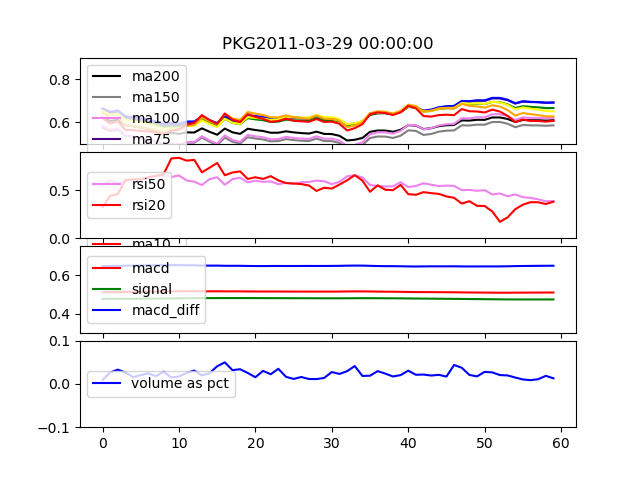 PKG2011-03-29 00:00:00
0.8
0.6
ma200
ma150
ma100
ma75
0.5
0.0
rsi50
rsi20
ma10
0.6
0.4
macd
signal
macd_diff
0.1
0.0
-0.1
volume as pct
0 10 20 30 40 50 60